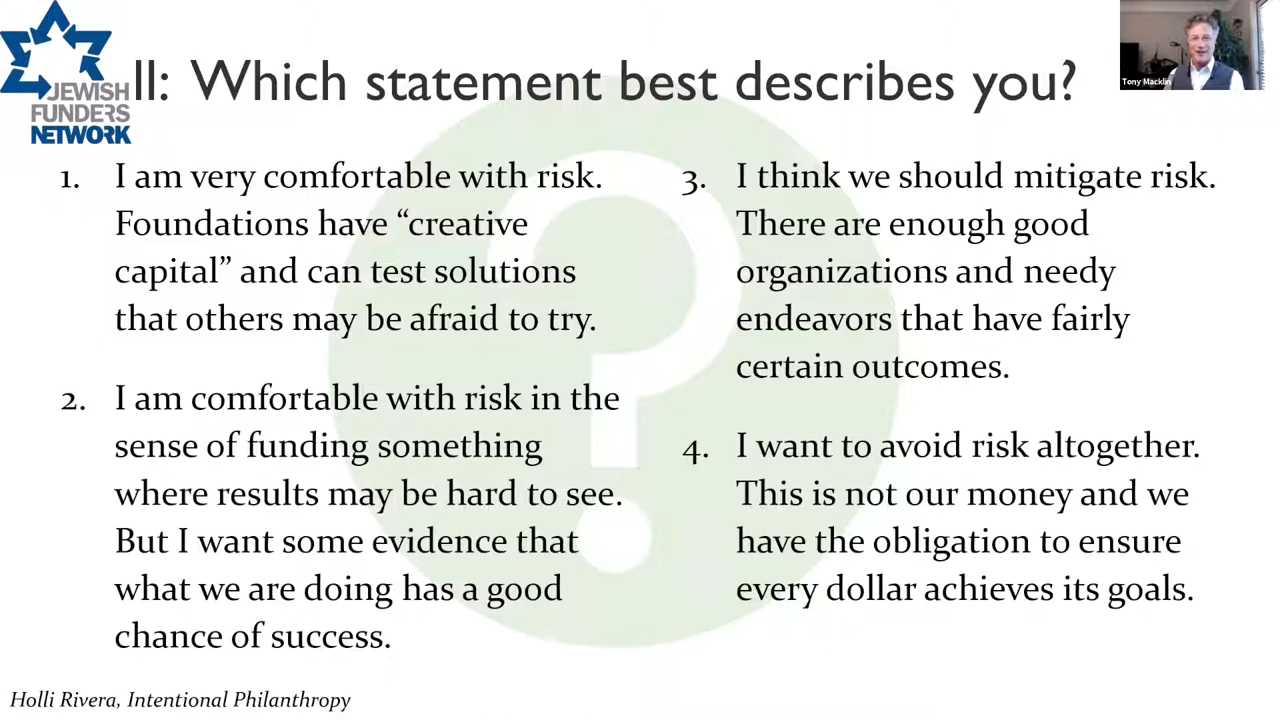 JEWISH
FUNDERS
NETWORK
ll: Which statement best describes you?
Tony Macklin
1. I am very comfortable with risk.
Foundations have “creative
capital” and can test solutions
that others may be afraid to try.
2. I am comfortable with risk in the
sense of funding something
where results may be hard to see.
But I want some evidence that
what we are doing has a good
chance of success.
3. I think we should mitigate risk.
There are enough good
organizations and needy
endeavors that have fairly
certain outcomes.
4. I want to avoid risk altogether.
This is not our money and we
have the obligation to ensure
every dollar achieves its goals.
Holli Rivera, Intentional Philanthropy